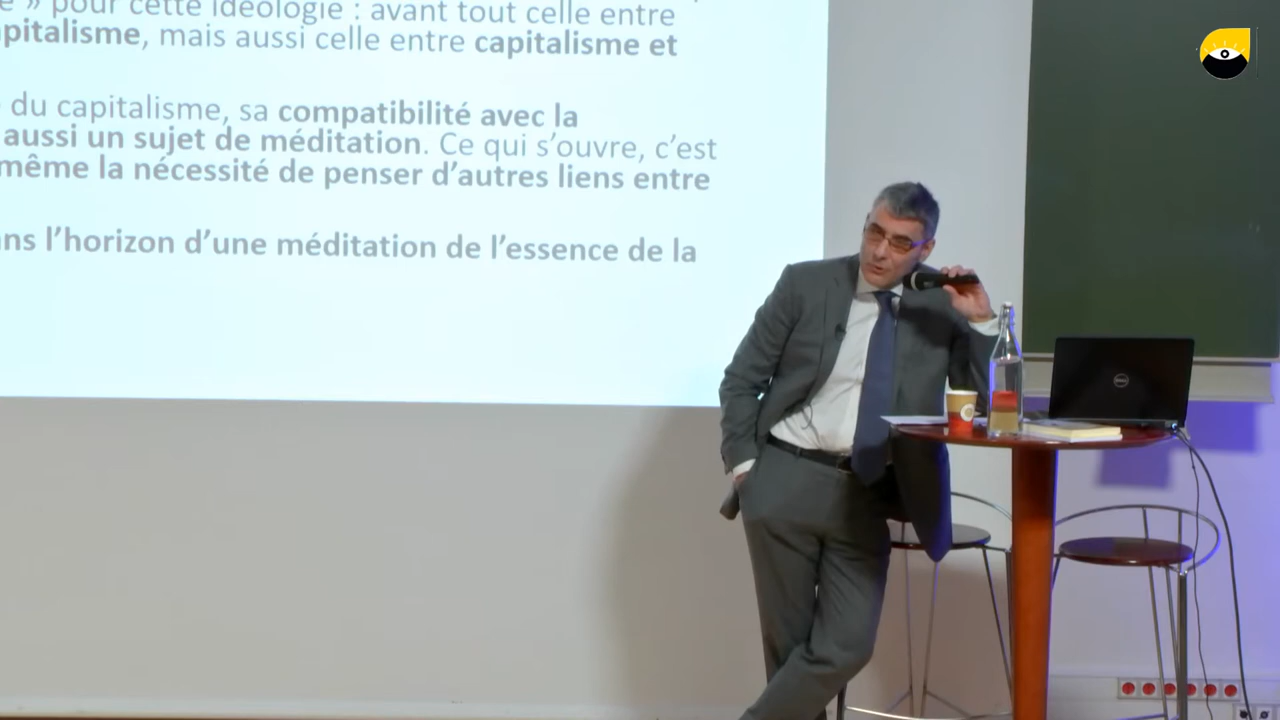 » pour cette idéologie : avant tout celle entre
pitalisme, mais aussi celle entre capitalisme et
du capitalisme, sa compatibilité avec la
aussi un sujet de méditation. Ce qui s'ouvre, c'est
même la nécessité de penser d'autres liens entre
ns l'horizon d'une méditation de l'essence de la
DELL